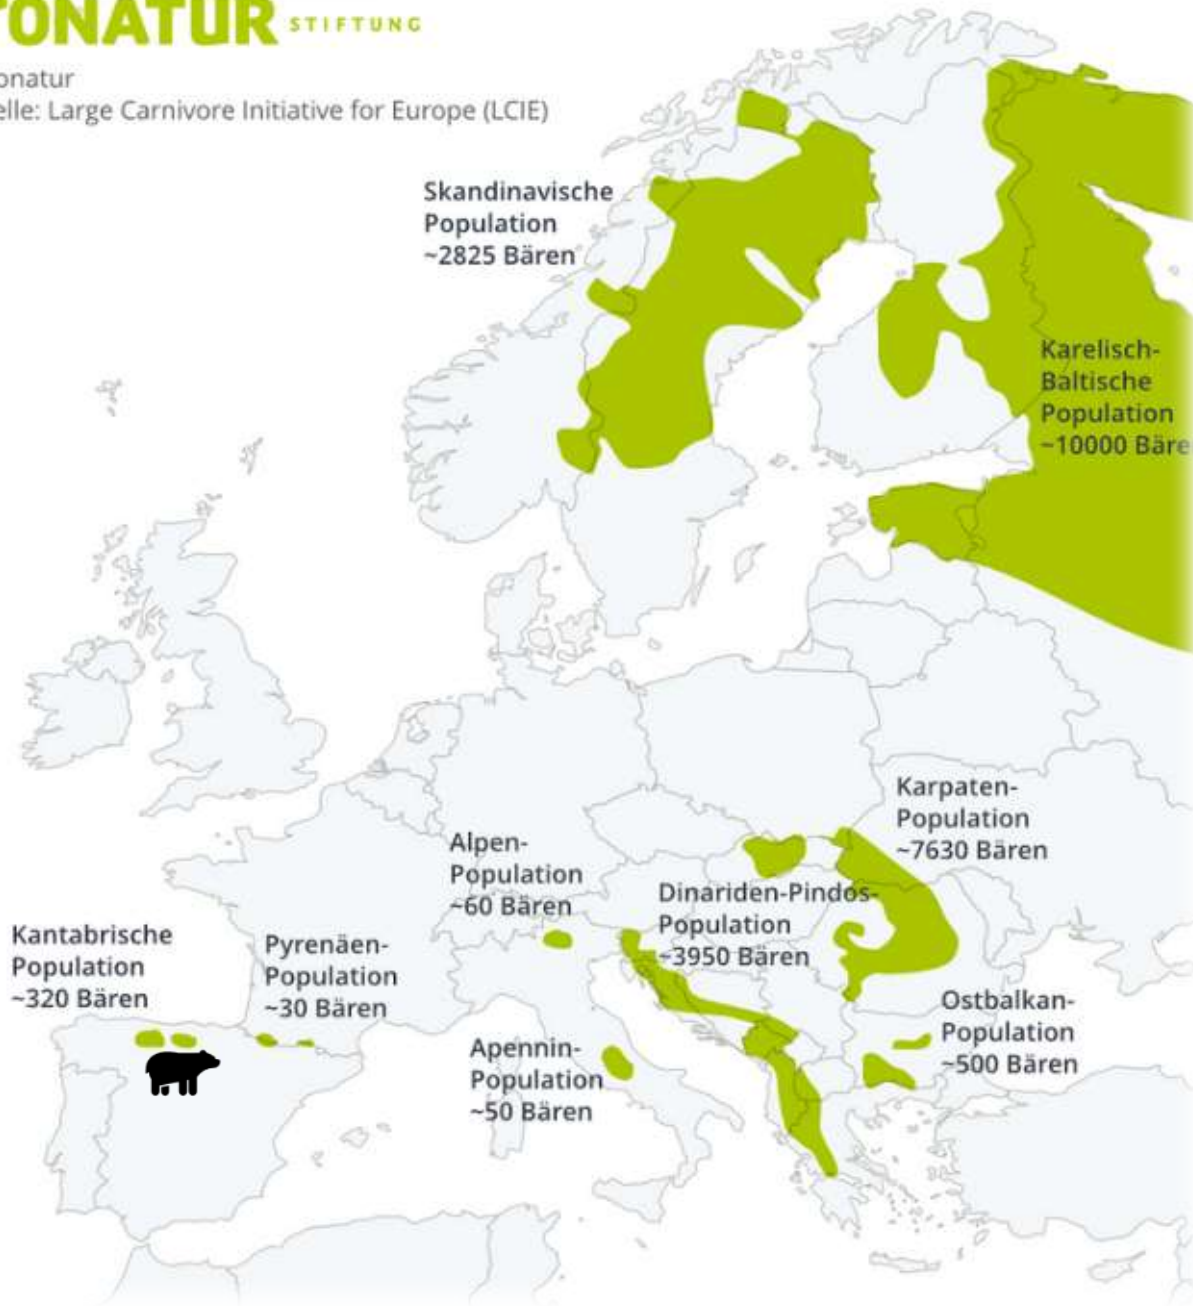 TONATUR STIFTUNG
onatur
elle: Large Carnivore Initiative for Europe (LCIE)
Skandinavische
Population
~2825 Bären
Karelisch-
Baltische
Population
~10000 Bäre
Karpaten-
Population
~7630 Bären
Alpen-
Population
~60 Bären
Dinariden-Pindos-
Population
~3950 Bären
Kantabrische
Population
~320 Bären
Pyrenäen-
Population
~30 Bären
Ostbalkan-
Population
~500 Bären
Apennin-
Population
~50 Bären